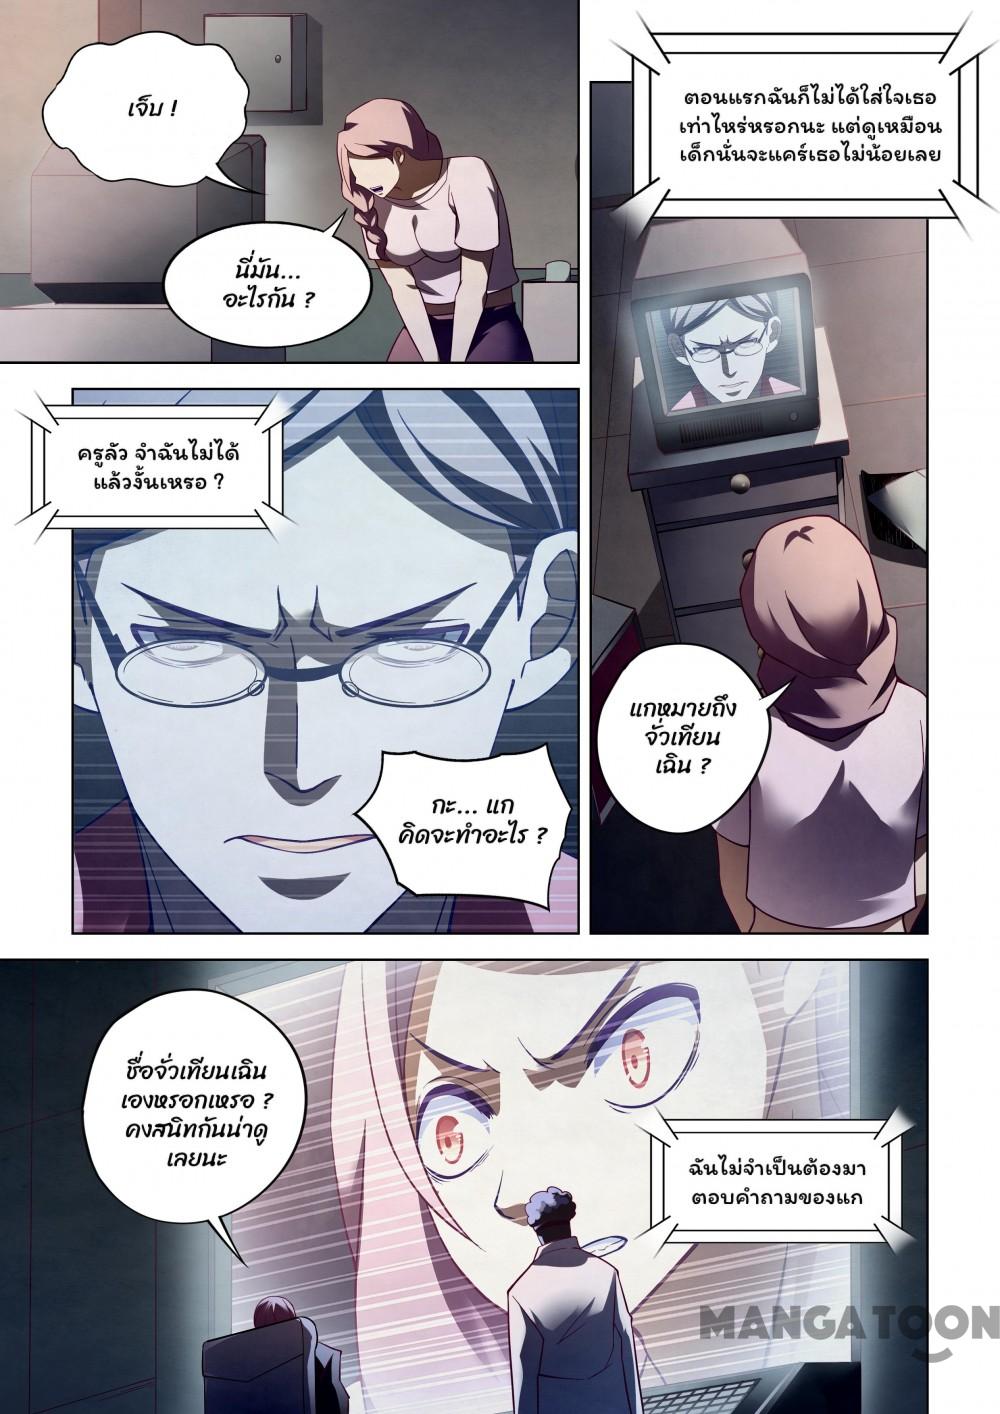 เจ็บ !
นี่มัน...
อะไรกัน ?
ตอนแรกฉันก็ไม่ได้ใส่ใจเธอ
เท่าไหร่หรอกนะ แต่ดูเหมือน
เด็กนั่นจะแคร์เธอไม่น้อยเลย
ครูลัว จำฉันไม่ได้
แล้วงั้นเหรอ ?
กะ... แก
คิดจะทำอะไร ?
แกหมายถึง
จั่วเทียน
เฉิน ?
ชื่อจั่วเทียนเฉิน
เองหรอกเหรอ ?
คงสนิทกันน่าดู
เลยนะ
ฉันไม่จำเป็นต้องมา
ตอบคำถามของแก
MANGATOON